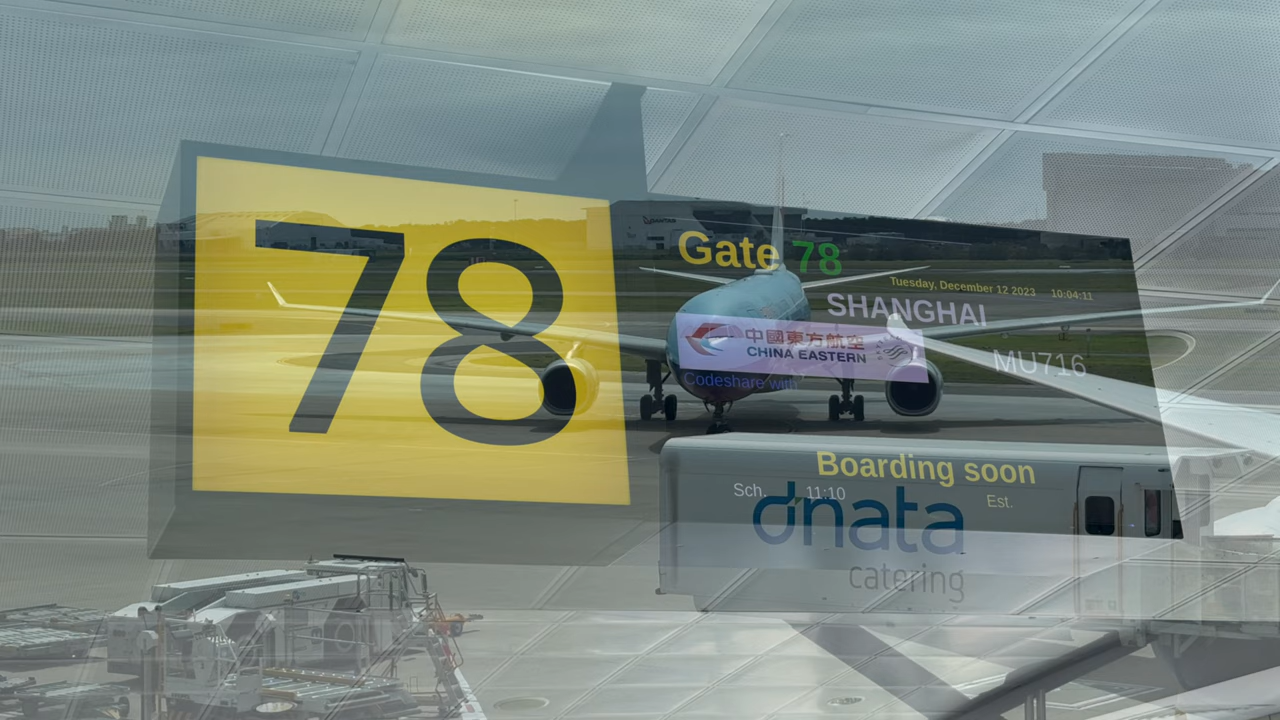 78
Gate 78
Tuesday, December 12 2023 10:04:11
SHANGHAI
中國東方航空
CHINA EASTERN
MU716
Codeshare with
Boarding soon
Sch. 11:10
Est.
dnata
catering
QANTAS